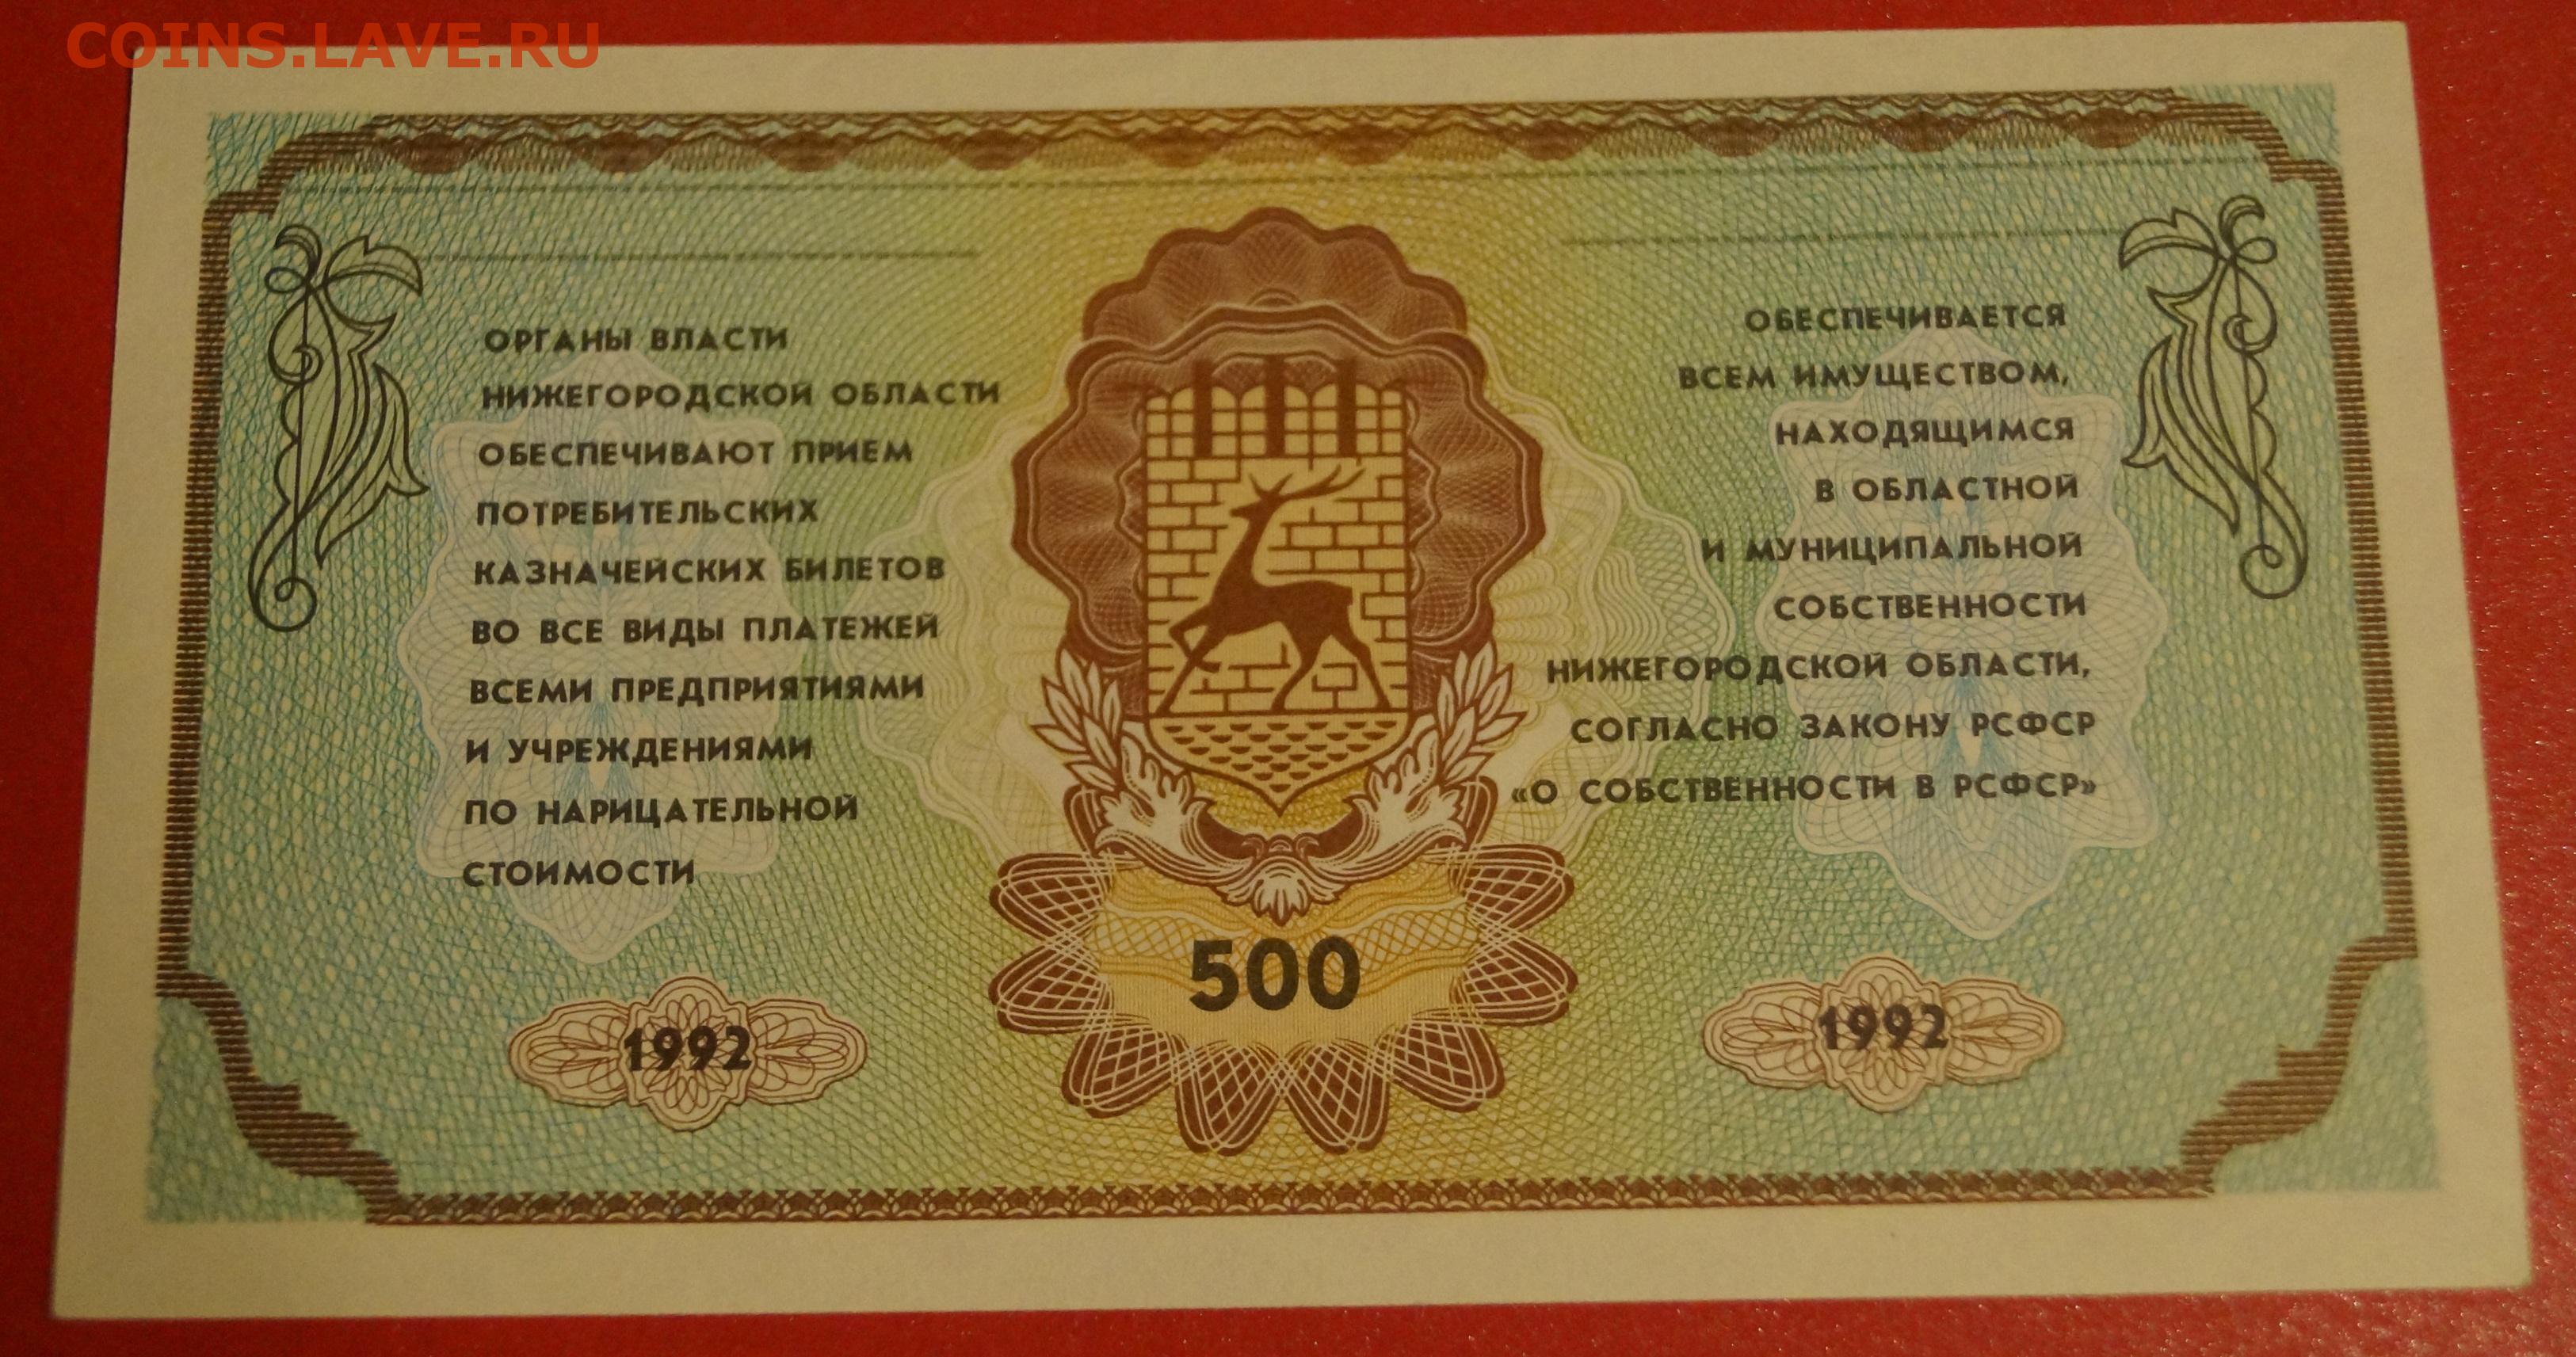 COINS.LAVE.RU
ОРГАНЫ ВЛАСТИ
НИЖЕГОРОДСКОЙ ОБЛАСТИ
ОБЕСПЕЧИВАЮТ ПРИЕМ
ПОТРЕБИТЕЛЬСКИХ
КАЗНАЧЕЙСКИХ БИЛЕТОВ
ВО ВСЕ ВИДЫ ПЛАТЕЖЕЙ
ВСЕМИ ПРЕДПРИЯТИЯМИ
И УЧРЕЖДЕНИЯМИ
ПО НАРИЦАТЕЛЬНОЙ
СТОИМОСТИ
ОБЕСПЕЧИВАЕТСЯ
ВСЕМ ИМУЩЕСТВОМ,
НАХОДЯЩИМСЯ
В ОБЛАСТНОЙ
И МУНИЦИПАЛЬНОЙ
СОБСТВЕННОСТИ
НИЖЕГОРОДСКОЙ ОБЛАСТИ,
СОГЛАСНО ЗАКОНУ РСФСР
«О СОБСТВЕННОСТИ В РСФСР»
500
1992
1992